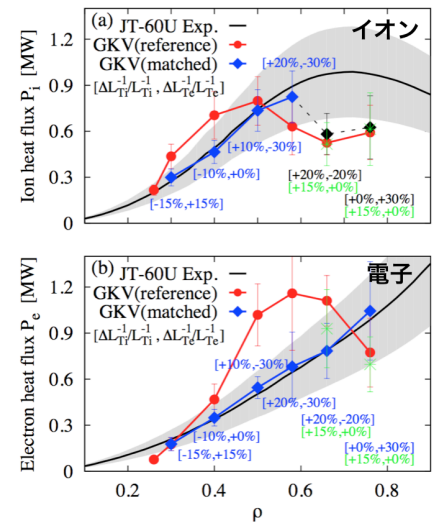 (a) JT-60U Exp. イオン
GKV(reference)
GKV(matched) [+20%,-30%]
[ΔL_Ti^-1/L_Ti^-1 , ΔL_Te^-1/L_Te^-1]
[+10%,-30%]
[-10%,+0%]
[+20%,-20%]
[+15%,+0%]
[-15%,+15%]
[+0%,+30%]
[+15%,+0%]
Ion heat flux P_i [MW]
1.2
0.9
0.6
0.3
0
(b) JT-60U Exp. 電子
GKV(reference)
GKV(matched)
[ΔL_Ti^-1/L_Ti^-1 , ΔL_Te^-1/L_Te^-1]
[+10%,-30%]
[+20%,-30%]
[+20%,-20%]
[-10%,+0%]
[+15%,+0%]
[-15%,+15%]
[+0%,+30%]
[+15%,+0%]
Electron heat flux P_e [MW]
1.2
0.9
0.6
0.3
0
0.2 0.4 0.6 0.8
ρ